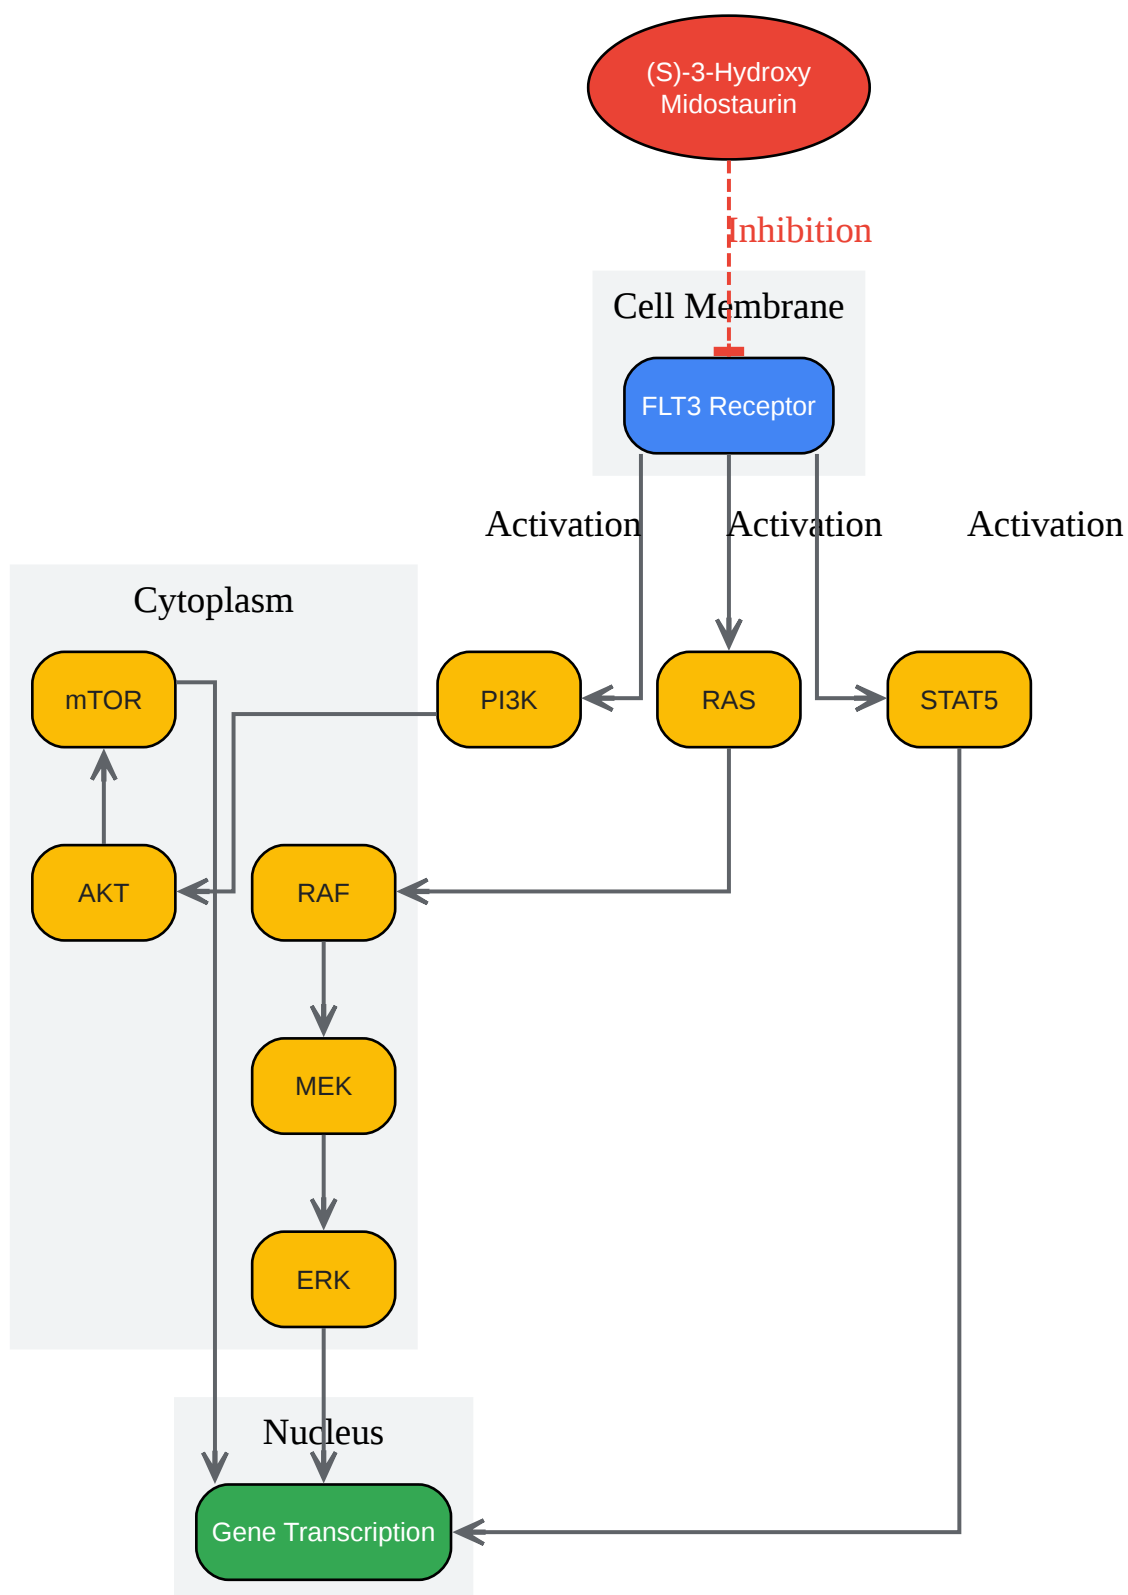 (S)-3-Hydroxy
Midostaurin
Inhibition
Cell Membrane
FLT3 Receptor
Activation
Activation
Activation
Cytoplasm
mTOR
PI3K
RAS
STAT5
AKT
RAF
MEK
ERK
Nucleus
Gene Transcription